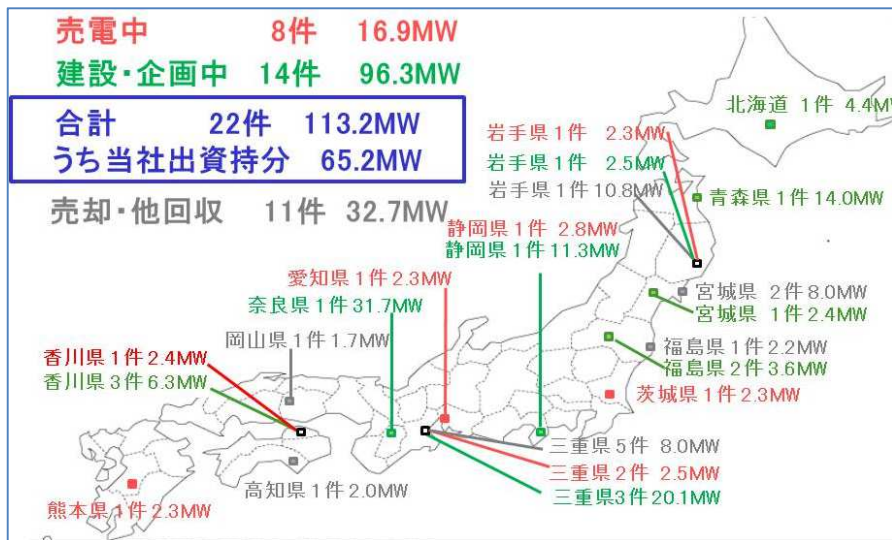 売電中 8件 16.9MW
建設・企画中 14件 96.3MW
合計 22件 113.2MW
うち当社出資持分 65.2MW
売却・他回収 11件 32.7MW
北海道 1件 4.4MW
岩手県1件 2.3MW
岩手県1件 2.5MW
岩手県1件10.8MW
青森県1件14.0MW
静岡県1件 2.8MW
静岡県1件11.3MW
愛知県1件2.3MW
奈良県1件31.7MW
岡山県1件1.7MW
宮城県 2件8.0MW
宮城県 1件2.4MW
福島県1件2.2MW
福島県2件3.6MW
香川県1件2.4MW
香川県3件6.3MW
茨城県1件2.3MW
三重県5件 8.0MW
三重県2件 2.5MW
三重県3件20.1MW
高知県1件2.0MW
熊本県1件2.3MW